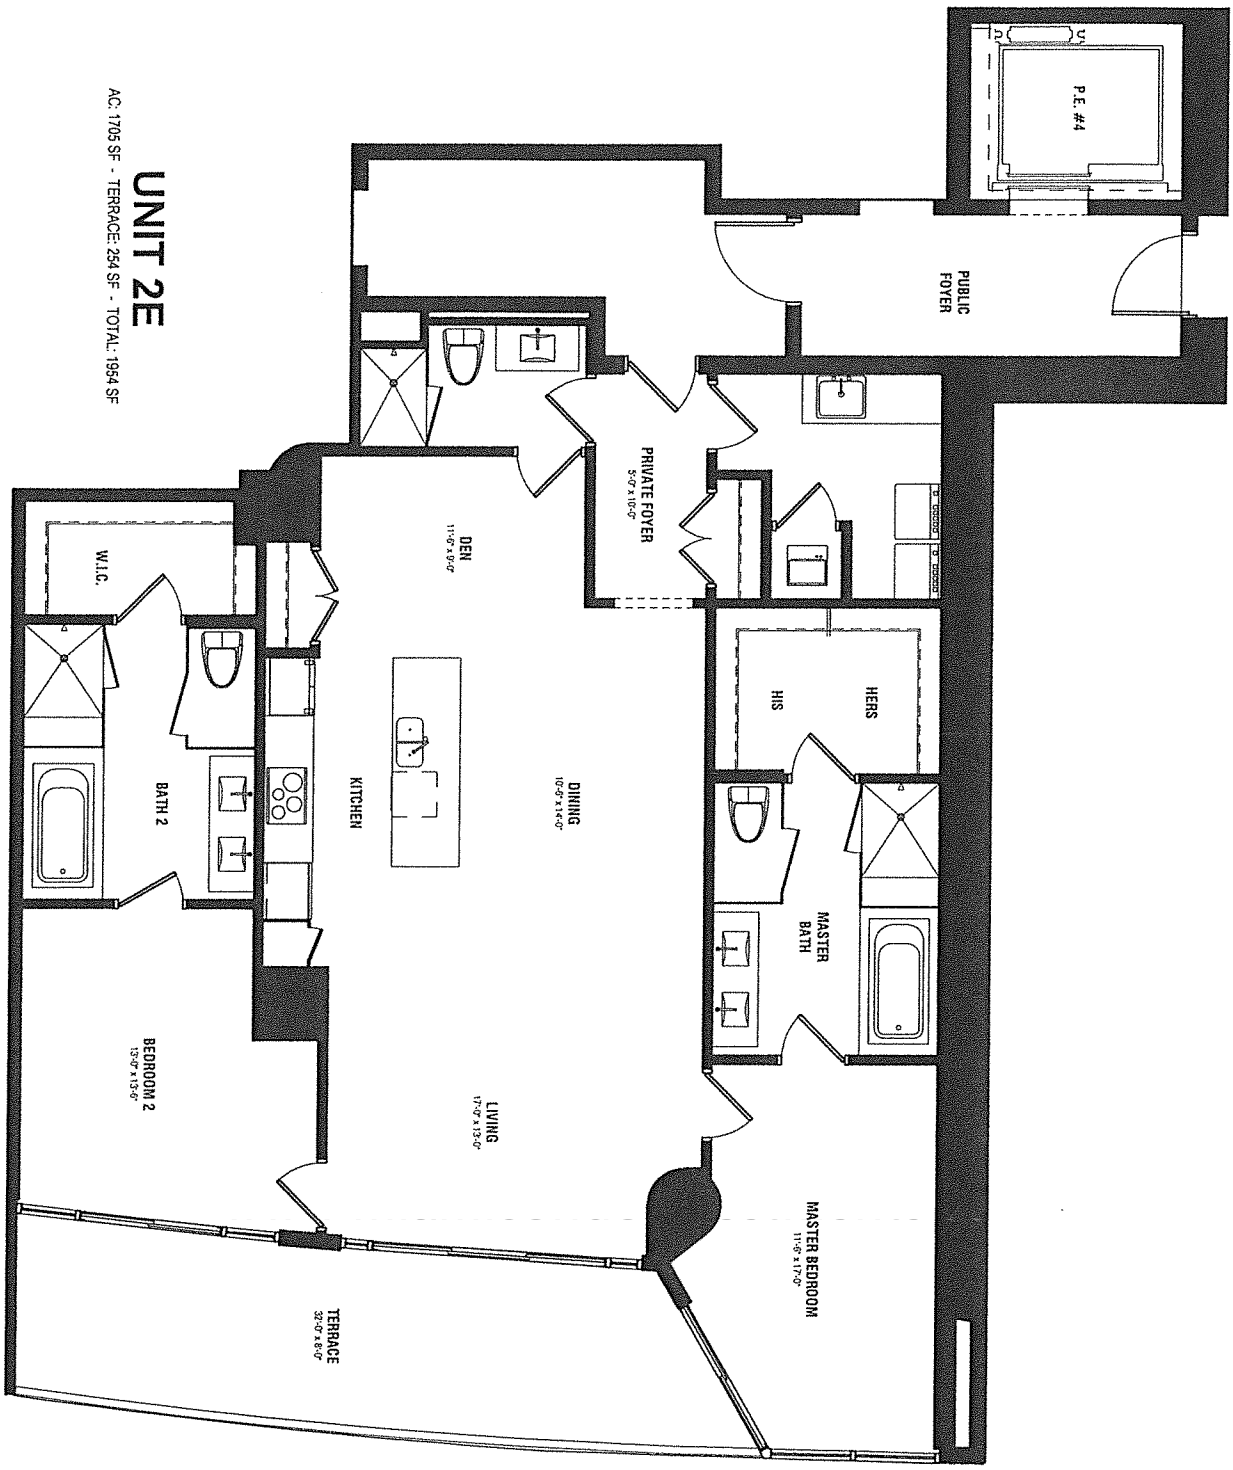 UNIT 2E
AC: 1705 SF - TERRACE: 254 SF - TOTAL: 1954 SF
P.E. #4
PUBLIC
FOYER
PRIVATE FOYER
5'-0" x 10'-0"
DEN
11'-6" x 9'-0"
W.I.C.
HERS
HIS
DINING
10'-6" x 14'-0"
KITCHEN
BATH 2
MASTER
BATH
BEDROOM 2
13'-0" x 13'-6"
LIVING
17'-0" x 13'-0"
MASTER BEDROOM
11'-6" x 17'-0"
TERRACE
32'-0" x 8'-0"